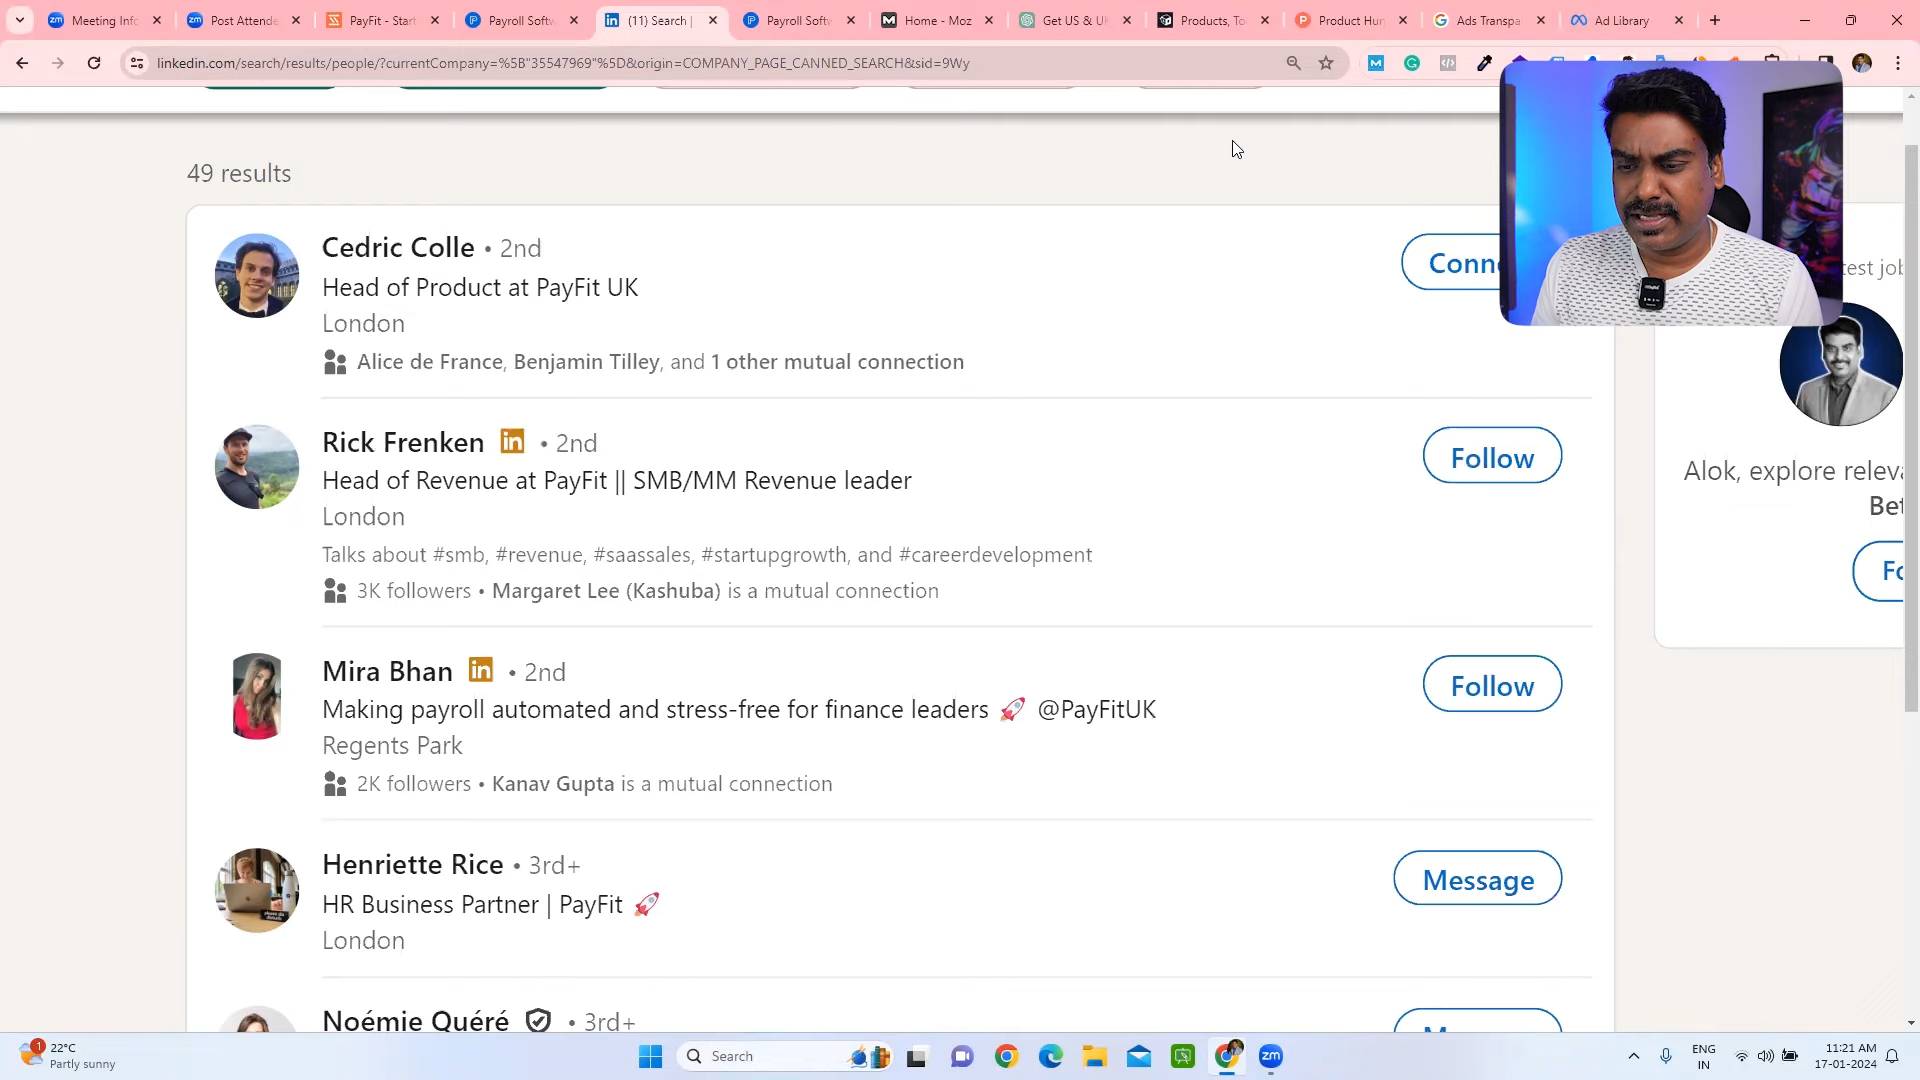 Meeting Info
Post Attende
PayFit - Start
Payroll Softw
(11) Search |
Payroll Softw
Home - Moz
Get US & UK
Products, To
Product Hun
Ads Transpa
Ad Library
linkedin.com/search/results/people/?currentCompany=%5B"35547969"%5D&origin=COMPANY_PAGE_CANNED_SEARCH&sid=9Wy
49 results
Cedric Colle • 2nd
Head of Product at PayFit UK
London
Alice de France, Benjamin Tilley, and 1 other mutual connection
Conne
Rick Frenken in • 2nd
Head of Revenue at PayFit || SMB/MM Revenue leader
London
Talks about #smb, #revenue, #saassales, #startupgrowth, and #careerdevelopment
3K followers • Margaret Lee (Kashuba) is a mutual connection
Follow
Mira Bhan in • 2nd
Making payroll automated and stress-free for finance leaders 🚀 @PayFitUK
Regents Park
2K followers • Kanav Gupta is a mutual connection
Follow
Henriette Rice • 3rd+
HR Business Partner | PayFit 🚀
London
Message
Noémie Quéré • 3rd+
test job
Alok, explore releva
Bet
Fo
22°C
Partly sunny
Search
ENG
IN
11:21 AM
17-01-2024